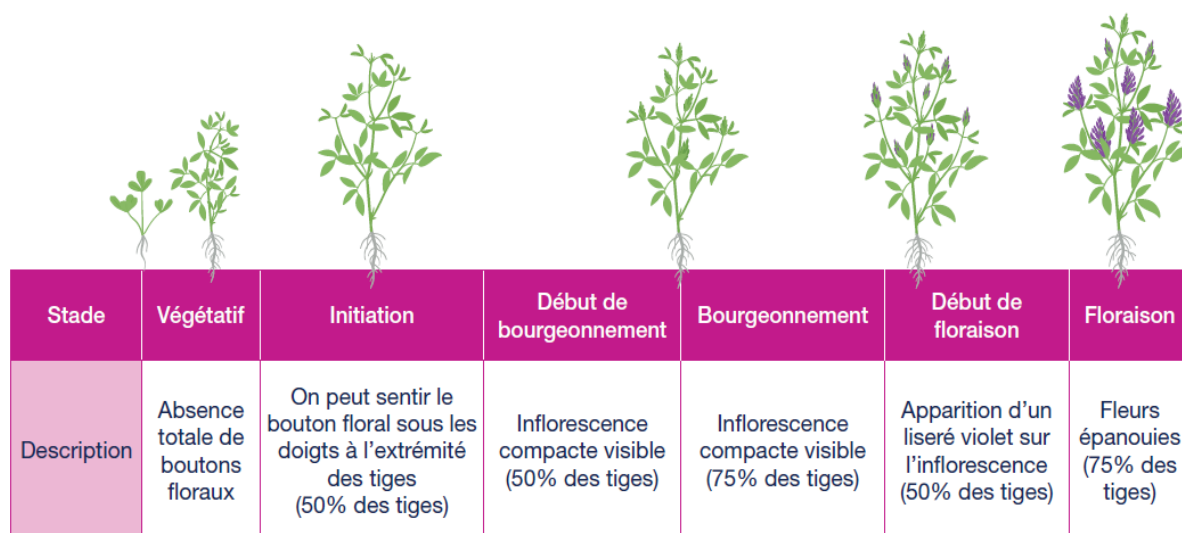 Stade
Végétatif
Initiation
Début de
bourgeonnement
Bourgeonnement
Début de
floraison
Floraison
Description
Absence
totale de
boutons
floraux
On peut sentir le
bouton floral sous les
doigts à l'extrémité
des tiges
(50% des tiges)
Inflorescence
compacte visible
(50% des tiges)
Inflorescence
compacte visible
(75% des tiges)
Apparition d'un
liseré violet sur
l'inflorescence
(50% des tiges)
Fleurs
épanouies
(75% des
tiges)